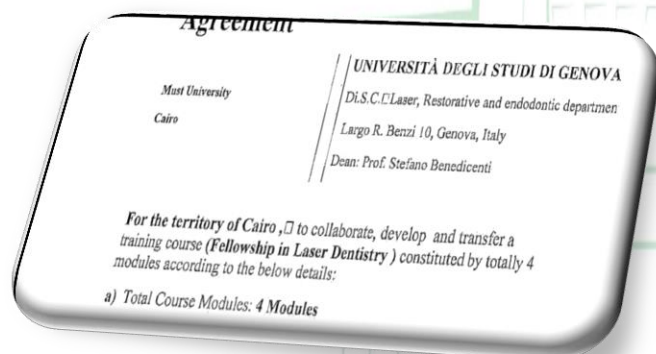 Agreement
Must University
Cairo
UNIVERSITÀ DEGLI STUDI DI GENOVA
Di.S.C.□Laser, Restorative and endodontic departmen
Largo R. Benzi 10, Genova, Italy
Dean: Prof. Stefano Benedicenti
For the territory of Cairo ,□ to collaborate, develop and transfer a
training course (Fellowship in Laser Dentistry ) constituted by totally 4
modules according to the below details:
a) Total Course Modules: 4 Modules